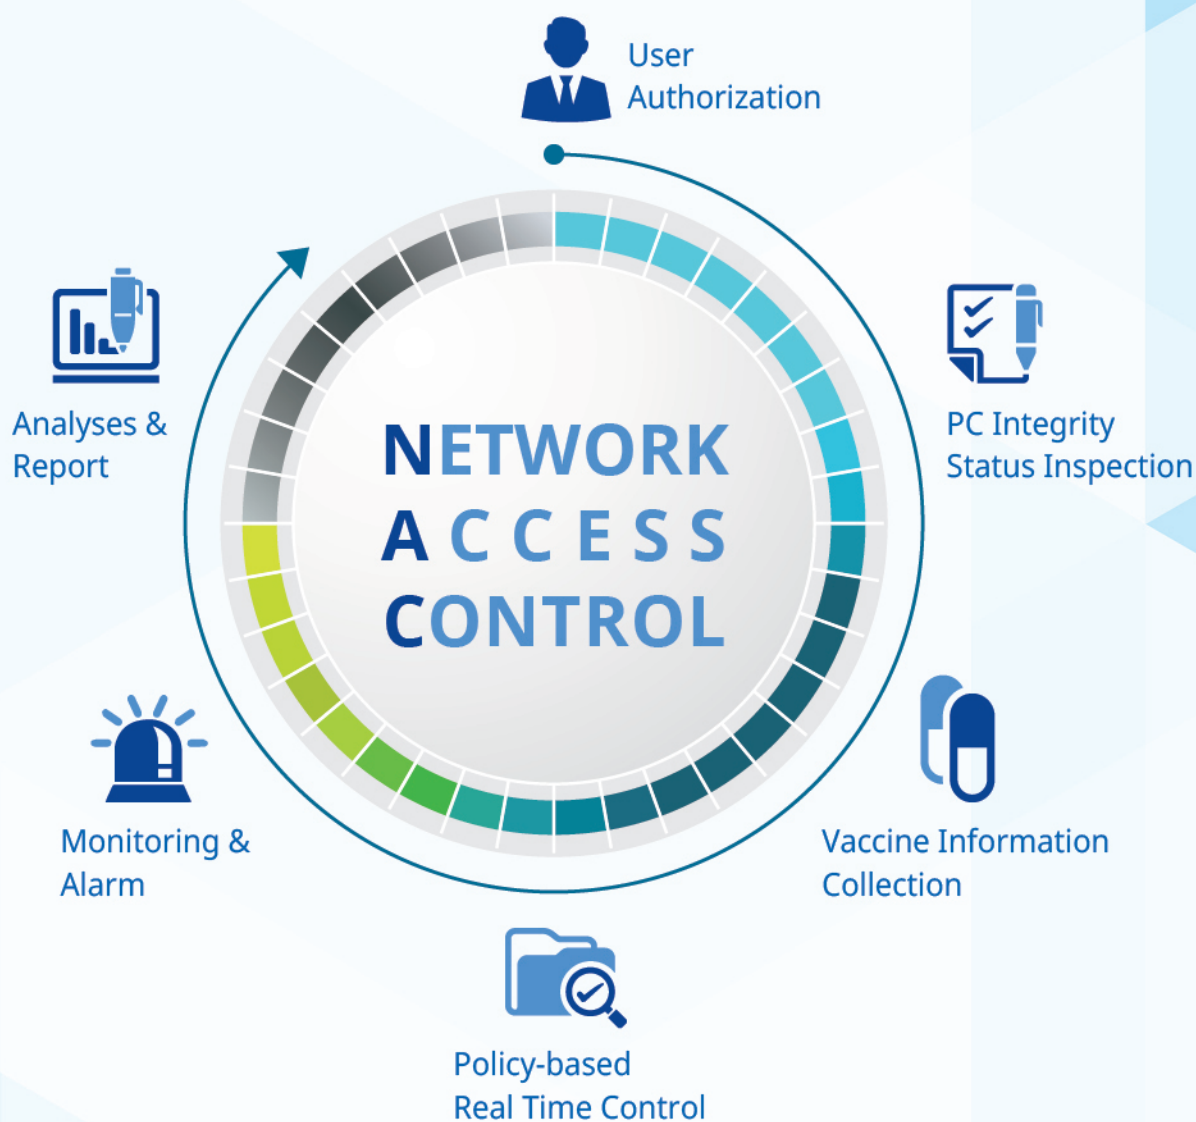 User
Authorization
PC Integrity
Status Inspection
Vaccine Information
Collection
Policy-based
Real Time Control
Monitoring &
Alarm
Analyses &
Report
NETWORK
ACCESS
CONTROL